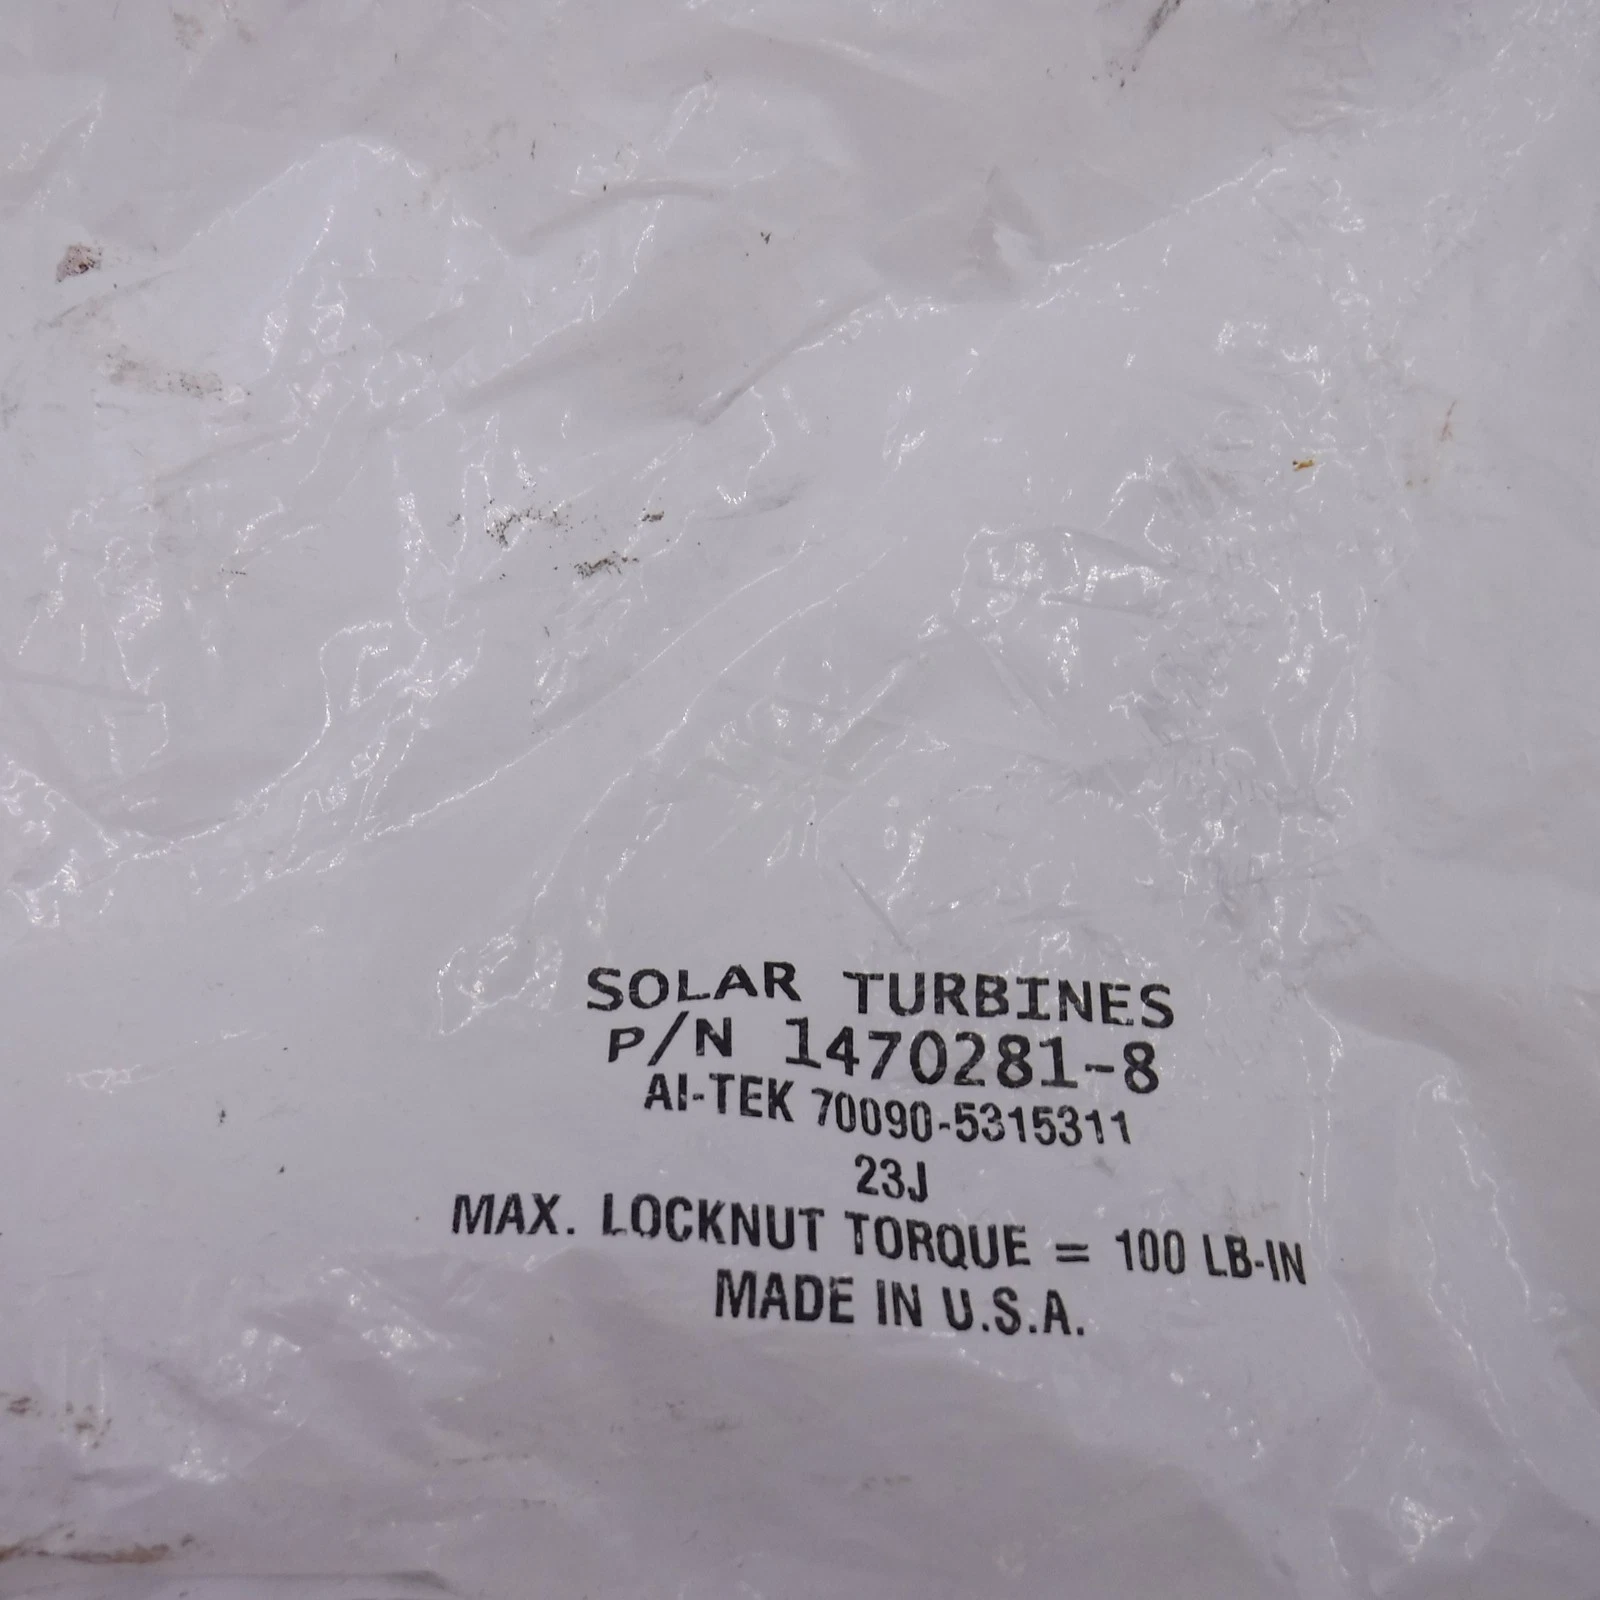 SOLAR TURBINES
P/N 1470281-8
AI-TEK 70090-5315311
23J
MAX. LOCKNUT TORQUE = 100 LB-IN
MADE IN U.S.A.